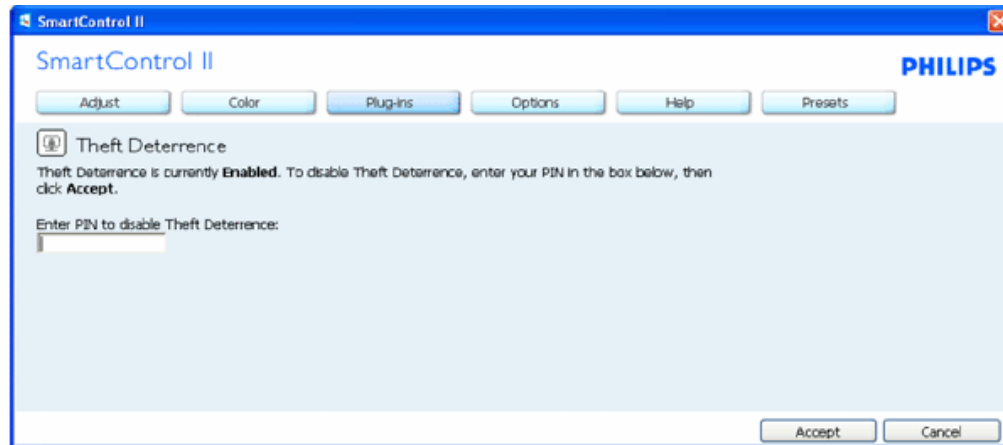 SmartControl II
SmartControl II
PHILIPS
Adjust Color Plug-ins Options Help Presets
Theft Deterrence
Theft Deterrence is currently Enabled. To disable Theft Deterrence, enter your PIN in the box below, then
click Accept.
Enter PIN to disable Theft Deterrence:
Accept Cancel